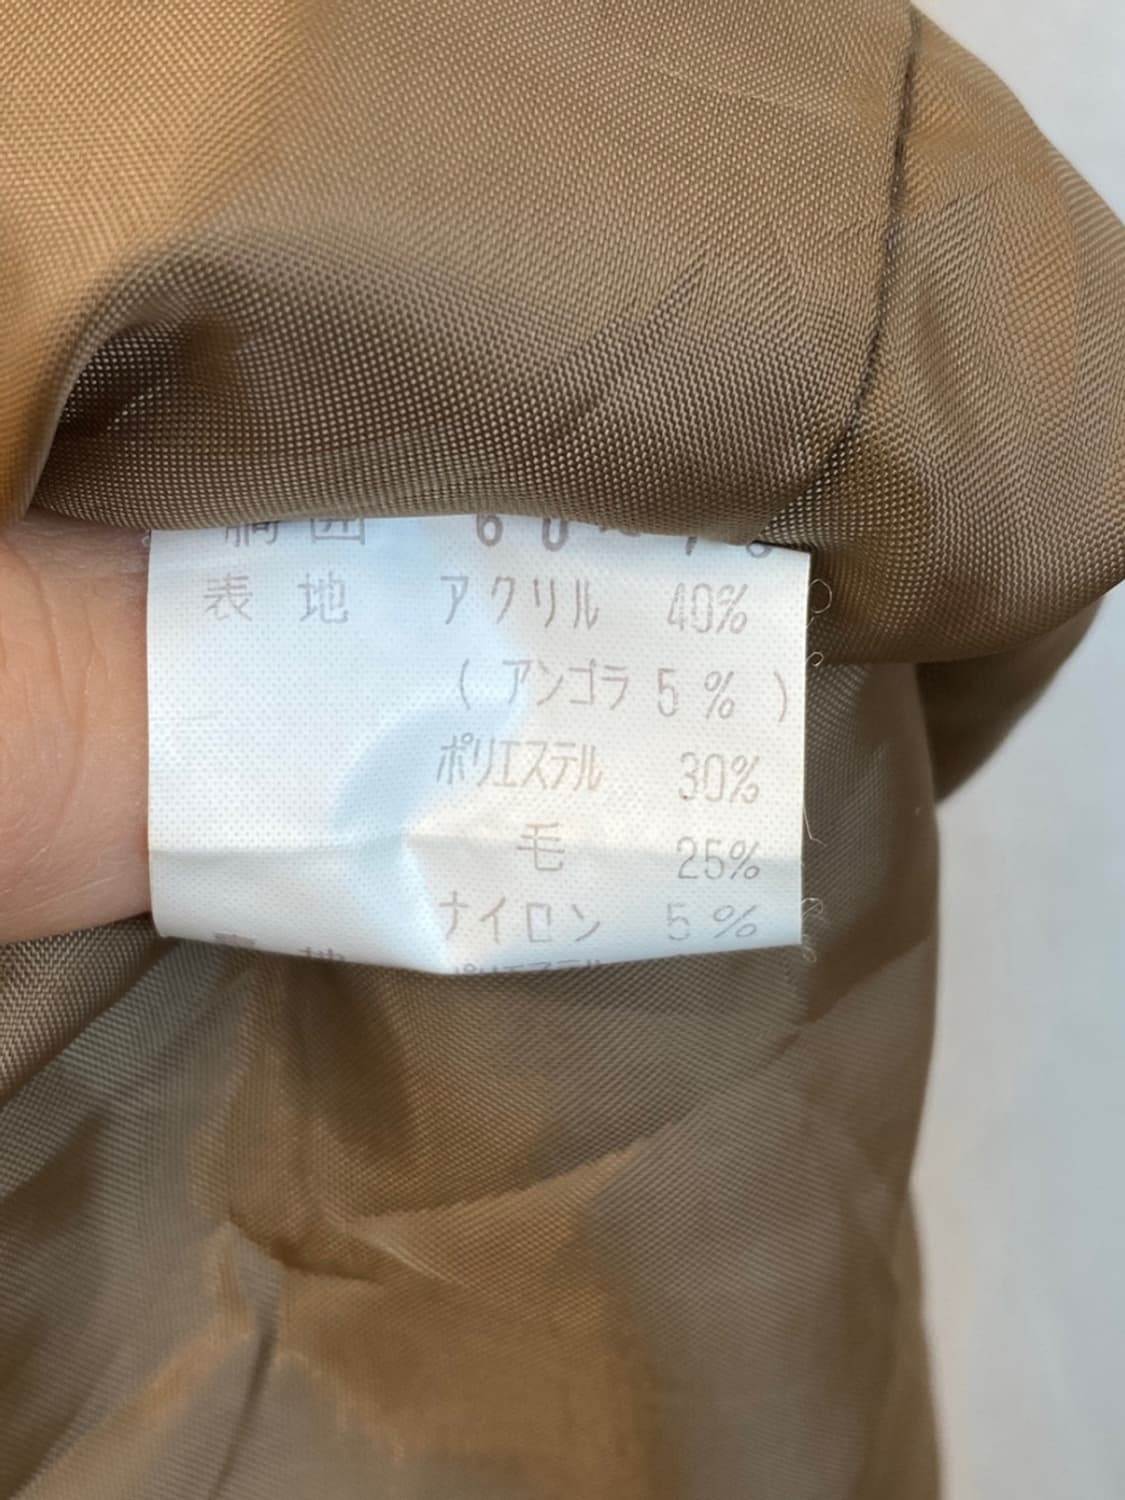 表地 アクリル 40%
(アンゴラ 5%)
ポリエステル 30%
毛 25%
ナイロン 5%